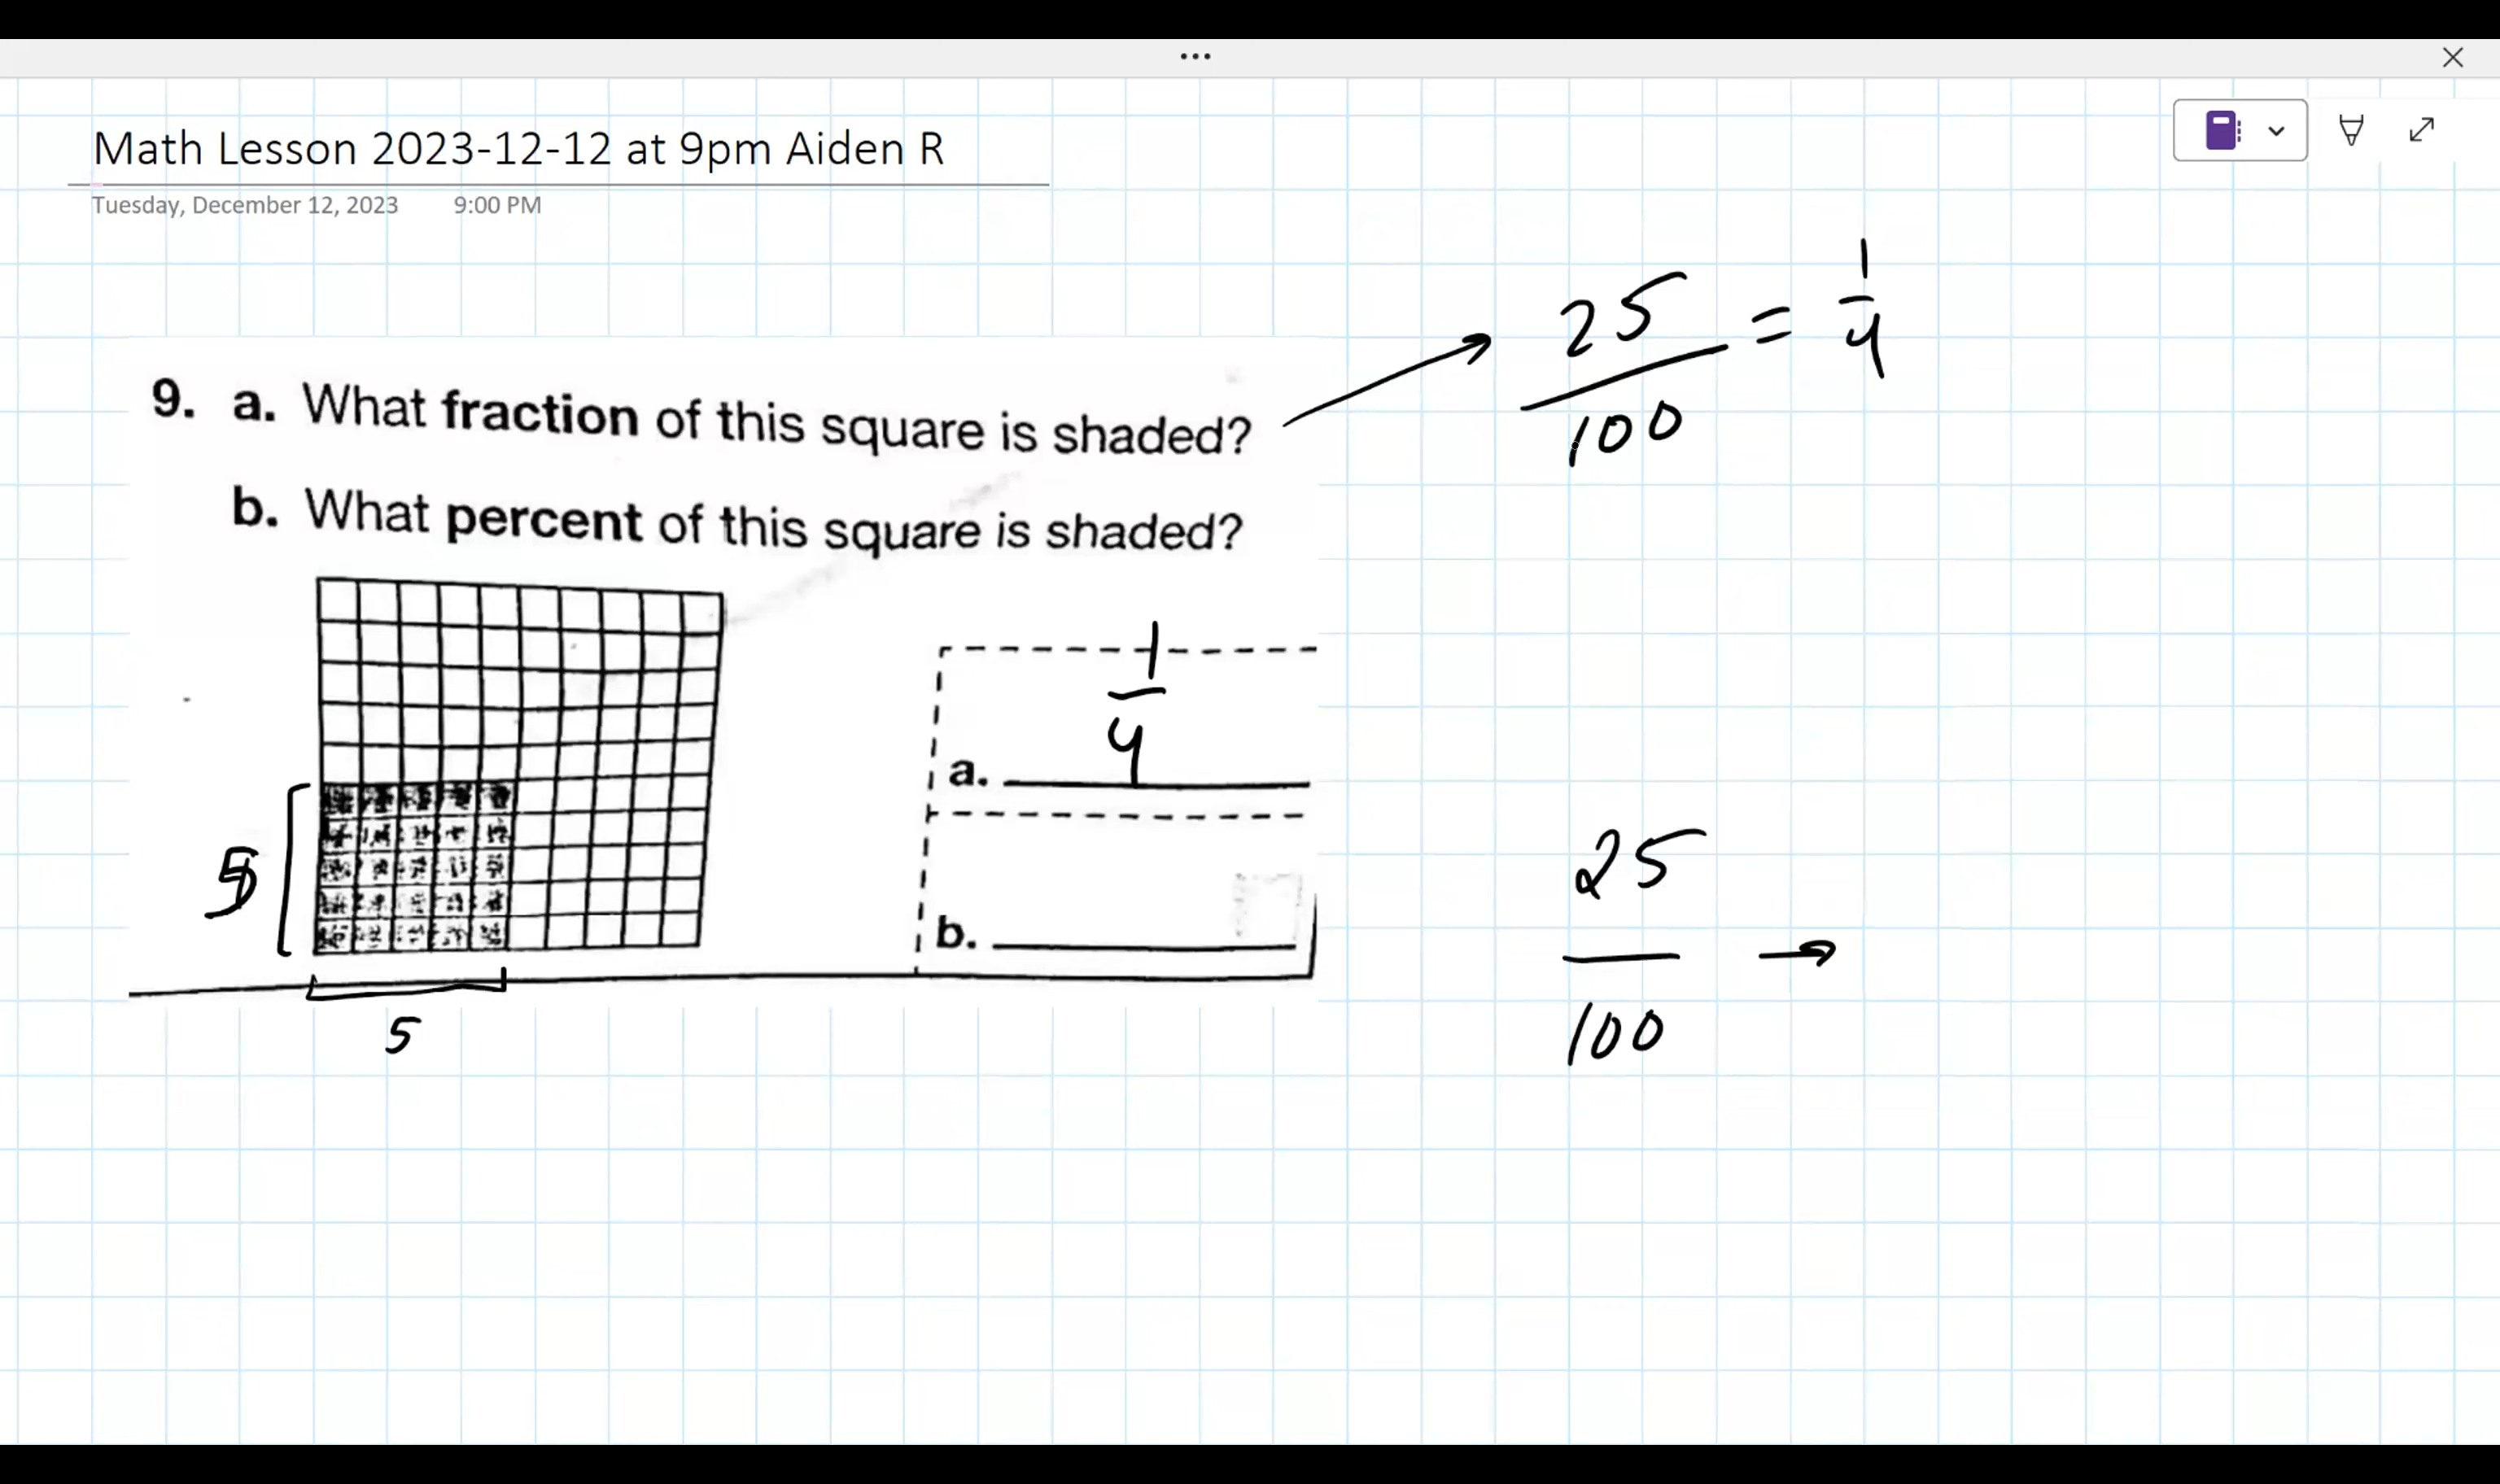 Math Lesson 2023-12-12 at 9pm Aiden R
Tuesday, December 12, 2023 9:00 PM
9. a. What fraction of this square is shaded?
b. What percent of this square is shaded?
25/100 = 1/4
1/4
a.
b.
5
5
25/100 →